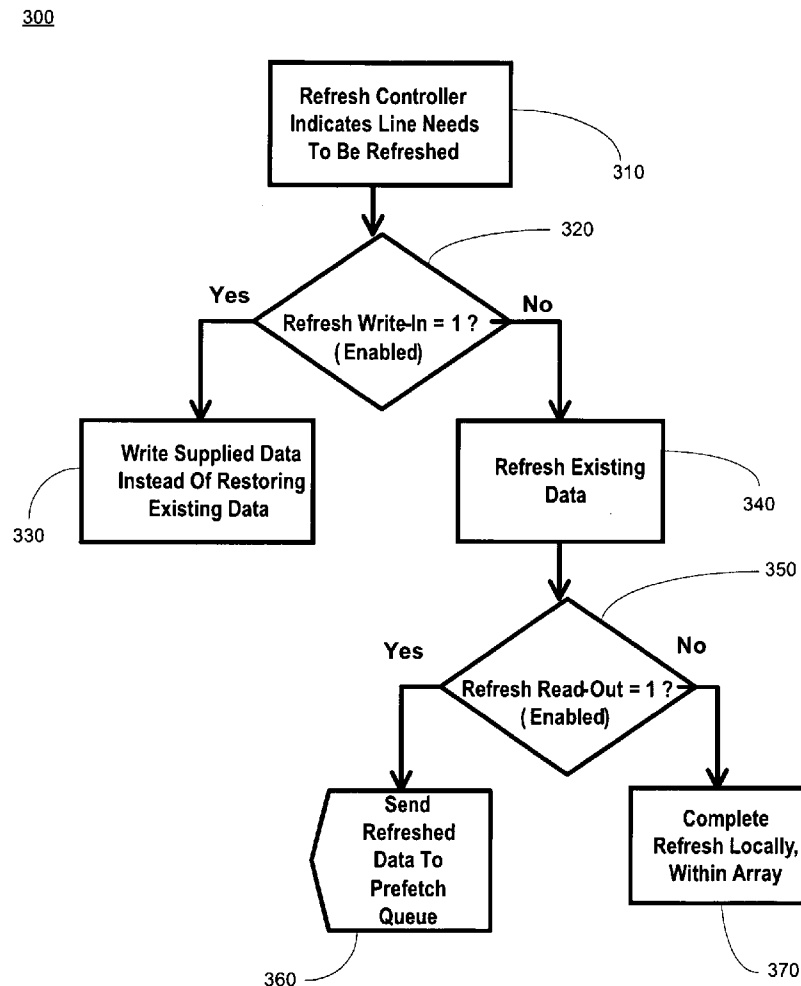 300
Refresh Controller
Indicates Line Needs
To Be Refreshed
310
320
Yes
No
Refresh Write-In = 1 ?
( Enabled)
Write Supplied Data
Instead Of Restoring
Existing Data
330
Refresh Existing
Data
340
350
Yes
No
Refresh Read-Out = 1 ?
( Enabled)
Send
Refreshed
Data To
Prefetch
Queue
360
Complete
Refresh Locally,
Within Array
370